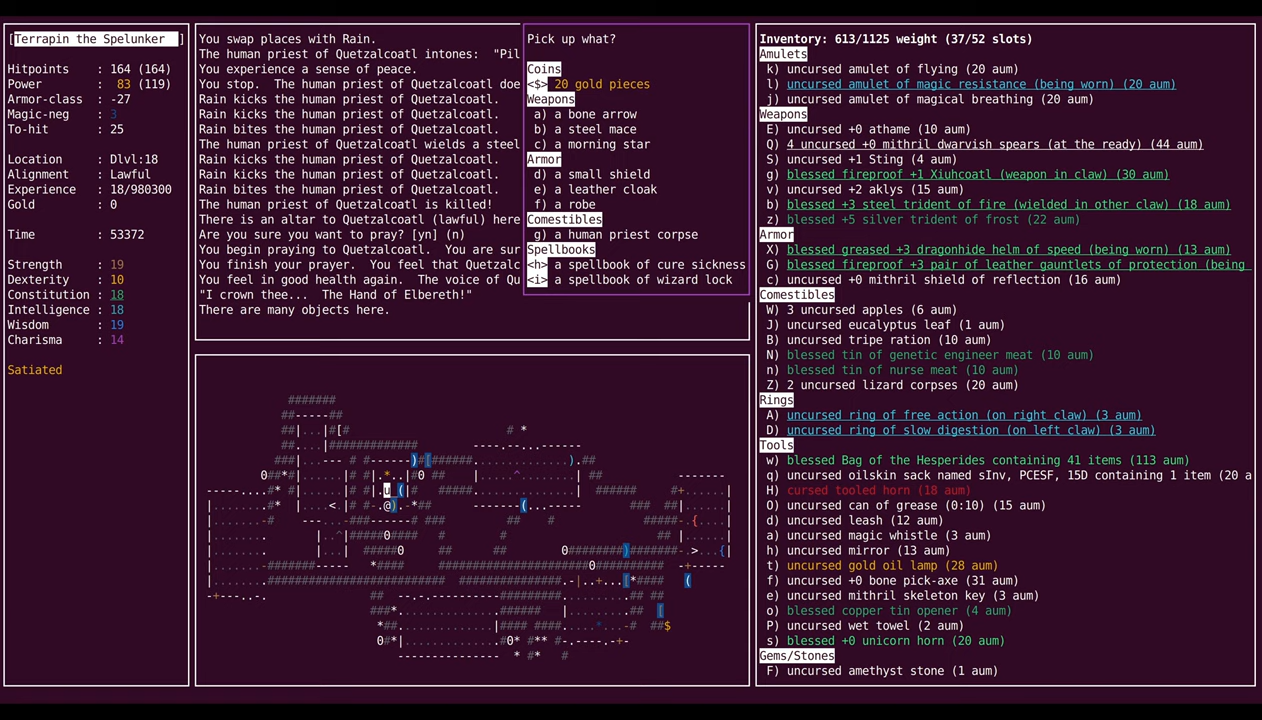 [Terrapin the Spelunker ]
Hitpoints : 164 (164)
Power : 83 (119)
Armor-class : -27
Magic-neg : 3
To-hit : 25
Location : Dlvl:18
Alignment : Lawful
Experience : 18/980300
Gold : 0
Time : 53372
Strength : 19
Dexterity : 10
Constitution : 18
Intelligence : 18
Wisdom : 19
Charisma : 14
Satiated
You swap places with Rain.
The human priest of Quetzalcoatl intones: "Pil
You experience a sense of peace.
You stop. The human priest of Quetzalcoatl doe
Rain kicks the human priest of Quetzalcoatl.
Rain kicks the human priest of Quetzalcoatl.
Rain bites the human priest of Quetzalcoatl.
The human priest of Quetzalcoatl wields a steel
Rain kicks the human priest of Quetzalcoatl.
Rain kicks the human priest of Quetzalcoatl.
Rain bites the human priest of Quetzalcoatl.
The human priest of Quetzalcoatl is killed!
There is an altar to Quetzalcoatl (lawful) here
Are you sure you want to pray? [yn] (n)
You begin praying to Quetzalcoatl. You are sur
You finish your prayer. You feel that Quetzalc
You feel in good health again. The voice of Qu
"I crown thee... The Hand of Elbereth!"
There are many objects here.
Pick up what?
Coins
<$> 20 gold pieces
Weapons
a) a bone arrow
b) a steel mace
c) a morning star
Armor
d) a small shield
e) a leather cloak
f) a robe
Comestibles
g) a human priest corpse
Spellbooks
<h> a spellbook of cure sickness
<i> a spellbook of wizard lock
Inventory: 613/1125 weight (37/52 slots)
Amulets
k) uncursed amulet of flying (20 aum)
l) uncursed amulet of magic resistance (being worn) (20 aum)
j) uncursed amulet of magical breathing (20 aum)
Weapons
E) uncursed +0 athame (10 aum)
Q) 4 uncursed +0 mithril dwarvish spears (at the ready) (44 aum)
S) uncursed +1 Sting (4 aum)
g) blessed fireproof +1 Xiuhcoatl (weapon in claw) (30 aum)
v) uncursed +2 aklys (15 aum)
b) blessed +3 steel trident of fire (wielded in other claw) (18 aum)
z) blessed +5 silver trident of frost (22 aum)
Armor
X) blessed greased +3 dragonhide helm of speed (being worn) (13 aum)
G) blessed fireproof +3 pair of leather gauntlets of protection (being
c) uncursed +0 mithril shield of reflection (16 aum)
Comestibles
W) 3 uncursed apples (6 aum)
J) uncursed eucalyptus leaf (1 aum)
B) uncursed tripe ration (10 aum)
N) blessed tin of genetic engineer meat (10 aum)
n) blessed tin of nurse meat (10 aum)
Z) 2 uncursed lizard corpses (20 aum)
Rings
A) uncursed ring of free action (on right claw) (3 aum)
D) uncursed ring of slow digestion (on left claw) (3 aum)
Tools
w) blessed Bag of the Hesperides containing 41 items (113 aum)
q) uncursed oilskin sack named sInv, PCESF, 15D containing 1 item (20 a
H) cursed tooled horn (18 aum)
O) uncursed can of grease (0:10) (15 aum)
d) uncursed leash (12 aum)
a) uncursed magic whistle (3 aum)
h) uncursed mirror (13 aum)
t) uncursed gold oil lamp (28 aum)
f) uncursed +0 bone pick-axe (31 aum)
e) uncursed mithril skeleton key (3 aum)
o) blessed copper tin opener (4 aum)
P) uncursed wet towel (2 aum)
s) blessed +0 unicorn horn (20 aum)
Gems/Stones
F) uncursed amethyst stone (1 aum)